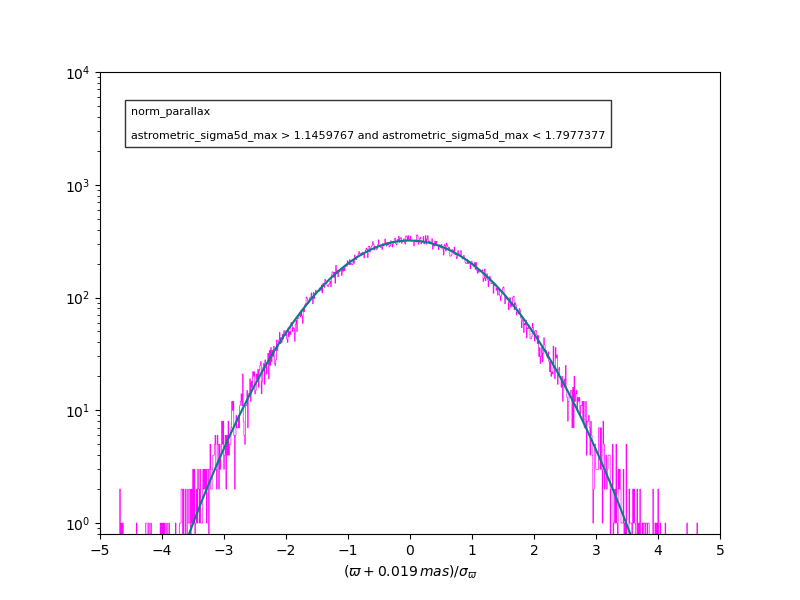 10^4
norm_parallax
astrometric_sigma5d_max > 1.1459767 and astrometric_sigma5d_max < 1.7977377
10^3
10^2
10^1
10^0
−5 −4 −3 −2 −1 0 1 2 3 4 5
(ϖ + 0.019 mas)/σ_ϖ